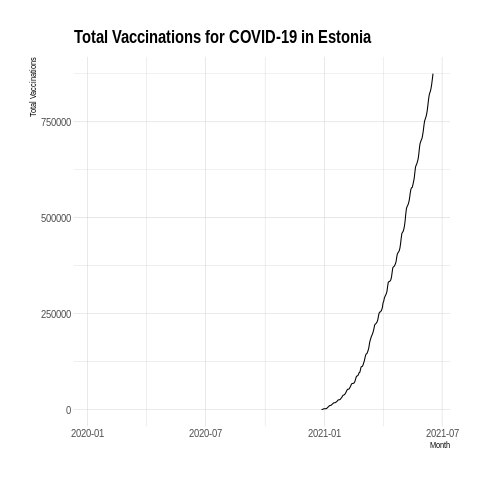 Total Vaccinations for COVID-19 in Estonia
Total Vaccinations
750000
500000
250000
0
2020-01
2020-07
2021-01
2021-07
Month